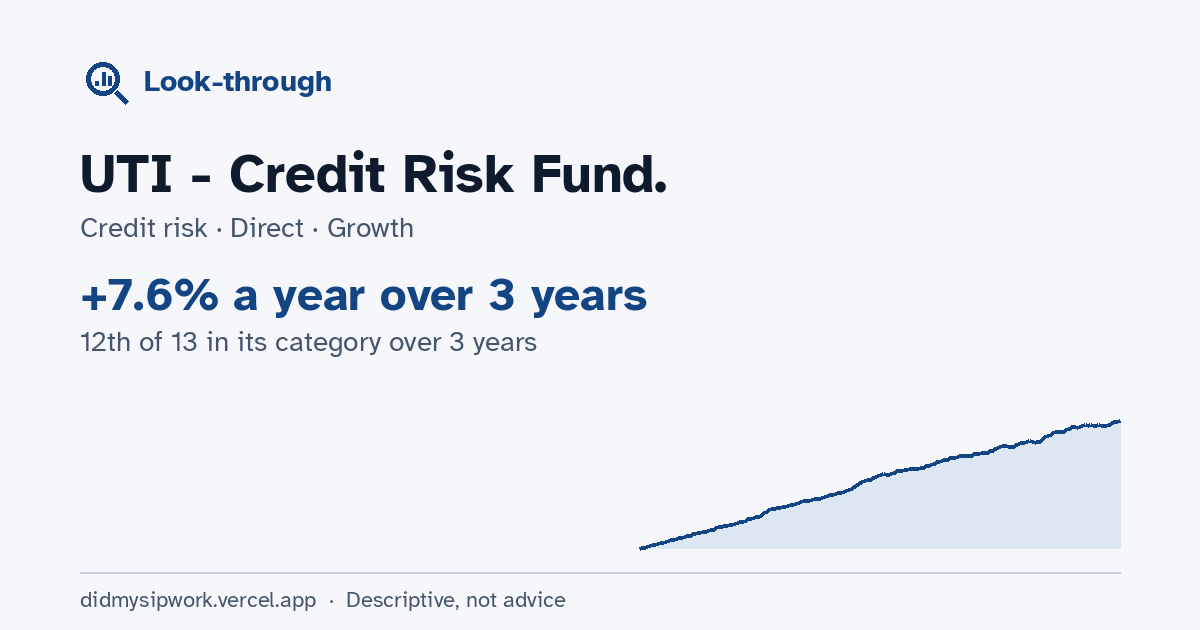 Look-through
UTI - Credit Risk Fund.
Credit risk · Direct · Growth
+7.6% a year over 3 years
12th of 13 in its category over 3 years
didmysipwork.vercel.app · Descriptive, not advice